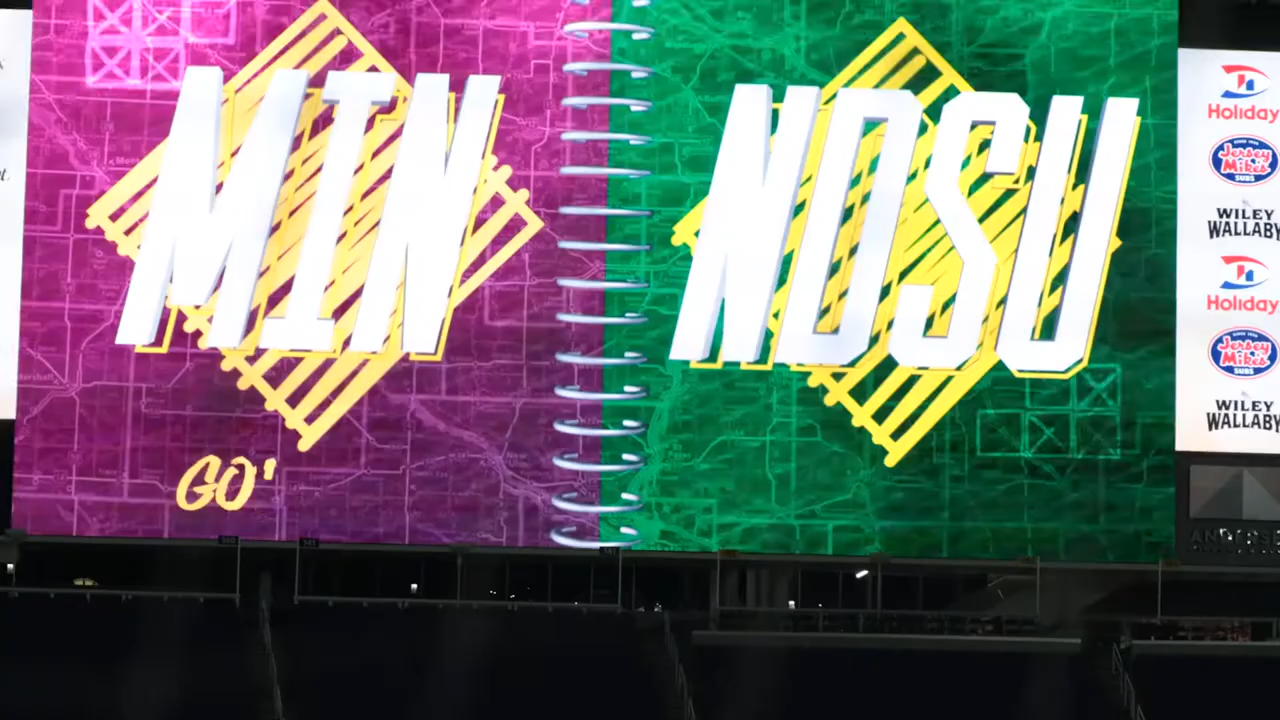 MIN
NDSU
GO'
Holiday
Jersey
Mike's
SUBS
WILEY
WALLABY
Holiday
Jersey
Mike's
SUBS
WILEY
WALLABY